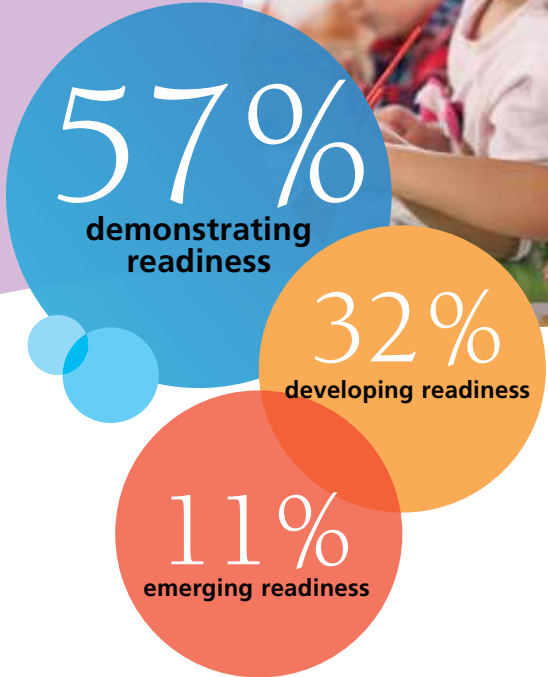 57%
demonstrating
readiness
32%
developing readiness
11%
emerging readiness